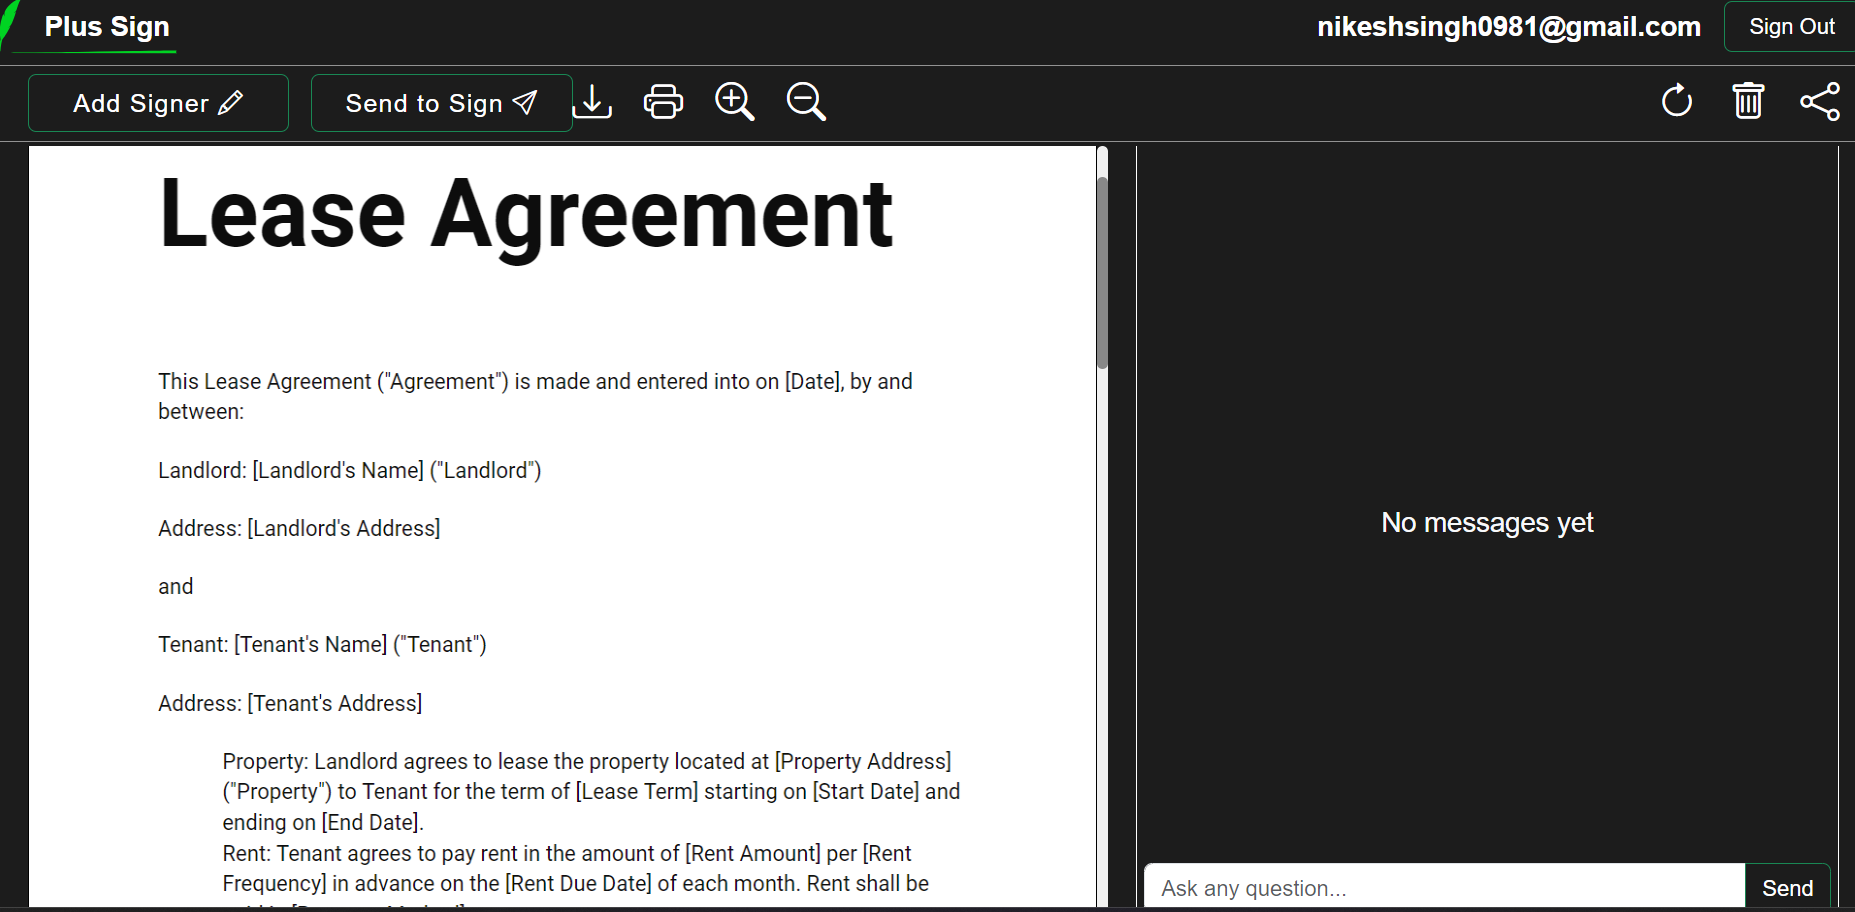 Plus Sign
nikeshsingh0981@gmail.com
Sign Out
Add Signer
Send to Sign
Lease Agreement
This Lease Agreement ("Agreement") is made and entered into on [Date], by and
between:
Landlord: [Landlord's Name] ("Landlord")
Address: [Landlord's Address]
and
Tenant: [Tenant's Name] ("Tenant")
Address: [Tenant's Address]
Property: Landlord agrees to lease the property located at [Property Address]
("Property") to Tenant for the term of [Lease Term] starting on [Start Date] and
ending on [End Date].
Rent: Tenant agrees to pay rent in the amount of [Rent Amount] per [Rent
Frequency] in advance on the [Rent Due Date] of each month. Rent shall be
No messages yet
Ask any question...
Send